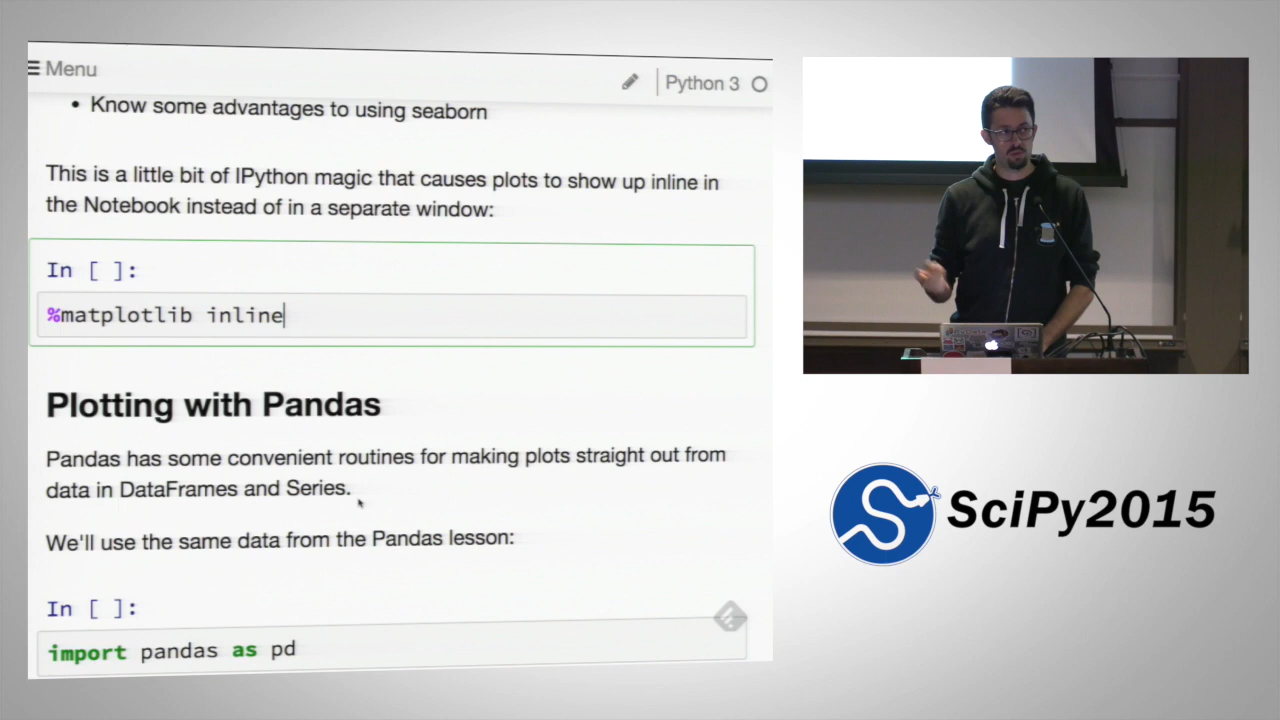 Menu
Python 3
• Know some advantages to using seaborn
This is a little bit of IPython magic that causes plots to show up inline in
the Notebook instead of in a separate window:
In [ ]:
%matplotlib inline
Plotting with Pandas
Pandas has some convenient routines for making plots straight out from
data in DataFrames and Series.
We'll use the same data from the Pandas lesson:
In [ ]:
import pandas as pd
SciPy2015